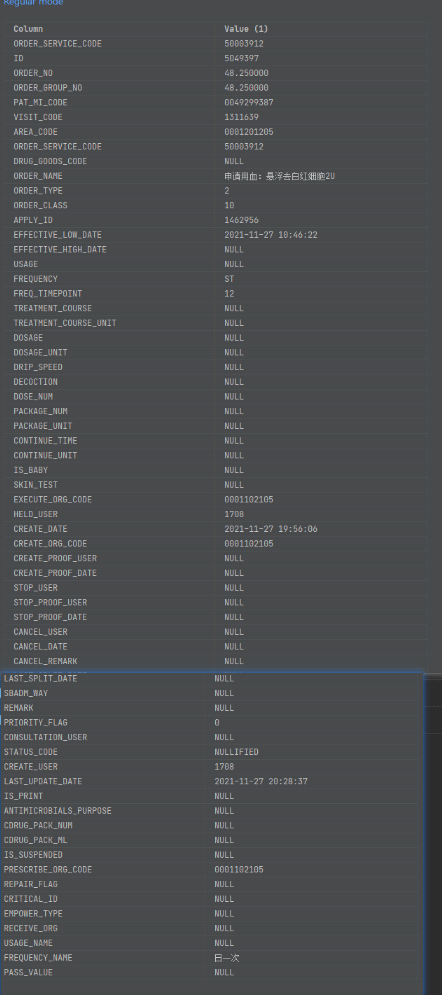 Regular mode
Column Value (1)
ORDER_SERVICE_CODE 50003912
ID 5049397
ORDER_NO 48.250000
ORDER_GROUP_NO 48.250000
PAT_MI_CODE 0049299387
VISIT_CODE 1311639
AREA_CODE 0001201205
ORDER_SERVICE_CODE 50003912
DRUG_GOODS_CODE NULL
ORDER_NAME 申请用血：悬浮去白红细胞2U
ORDER_TYPE 2
ORDER_CLASS 10
APPLY_ID 1462956
EFFECTIVE_LOW_DATE 2021-11-27 10:46:22
EFFECTIVE_HIGH_DATE NULL
USAGE NULL
FREQUENCY ST
FREQ_TIMEPOINT 12
TREATMENT_COURSE NULL
TREATMENT_COURSE_UNIT NULL
DOSAGE NULL
DOSAGE_UNIT NULL
DRIP_SPEED NULL
DECOCTION NULL
DOSE_NUM NULL
PACKAGE_NUM NULL
PACKAGE_UNIT NULL
CONTINUE_TIME NULL
CONTINUE_UNIT NULL
IS_BABY NULL
SKIN_TEST NULL
EXECUTE_ORG_CODE 0001102105
HELD_USER 1708
CREATE_DATE 2021-11-27 19:56:06
CREATE_ORG_CODE 0001102105
CREATE_PROOF_USER NULL
CREATE_PROOF_DATE NULL
STOP_USER NULL
STOP_PROOF_USER NULL
STOP_PROOF_DATE NULL
CANCEL_USER NULL
CANCEL_DATE NULL
CANCEL_REMARK NULL
LAST_SPLIT_DATE NULL
SBADM_WAY NULL
REMARK NULL
PRIORITY_FLAG 0
CONSULTATION_USER NULL
STATUS_CODE NULLIFIED
CREATE_USER 1708
LAST_UPDATE_DATE 2021-11-27 20:28:37
IS_PRINT NULL
ANTIMICROBIALS_PURPOSE NULL
CDRUG_PACK_NUM NULL
CDRUG_PACK_ML NULL
IS_SUSPENDED NULL
PRESCRIBE_ORG_CODE 0001102105
REPAIR_FLAG NULL
CRITICAL_ID NULL
EMPOWER_TYPE NULL
RECEIVE_ORG NULL
USAGE_NAME NULL
FREQUENCY_NAME 日一次
PASS_VALUE NULL